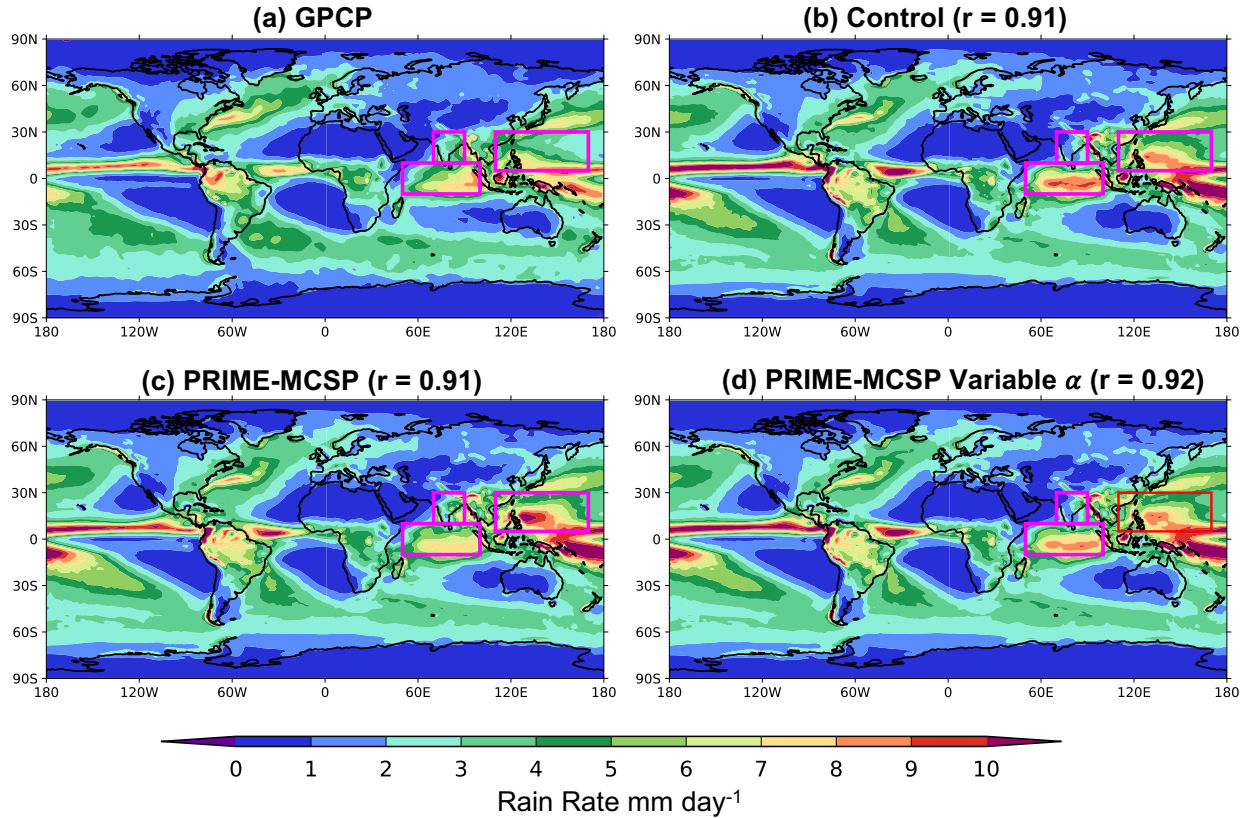 (a) GPCP
(b) Control (r = 0.91)
90N
60N
30N
0
30S
60S
90S
180 120W 60W 0 60E 120E 180
90N
60N
30N
0
30S
60S
90S
180 120W 60W 0 60E 120E 180
(c) PRIME-MCSP (r = 0.91)
(d) PRIME-MCSP Variable α (r = 0.92)
90N
60N
30N
0
30S
60S
90S
180 120W 60W 0 60E 120E 180
90N
60N
30N
0
30S
60S
90S
180 120W 60W 0 60E 120E 180
0 1 2 3 4 5 6 7 8 9 10
Rain Rate mm day-1